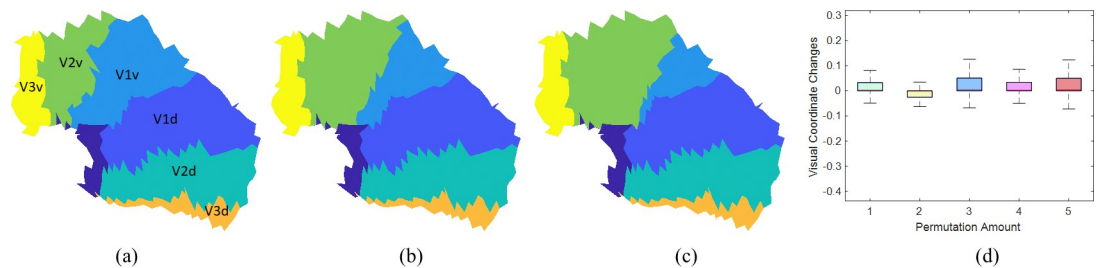 V3v
V2v
V1v
V1d
V2d
V3d
(a)
(b)
(c)
Visual Coordinate Changes
0.3
0.2
0.1
0
-0.1
-0.2
-0.3
-0.4
1 2 3 4 5
Permutation Amount
(d)